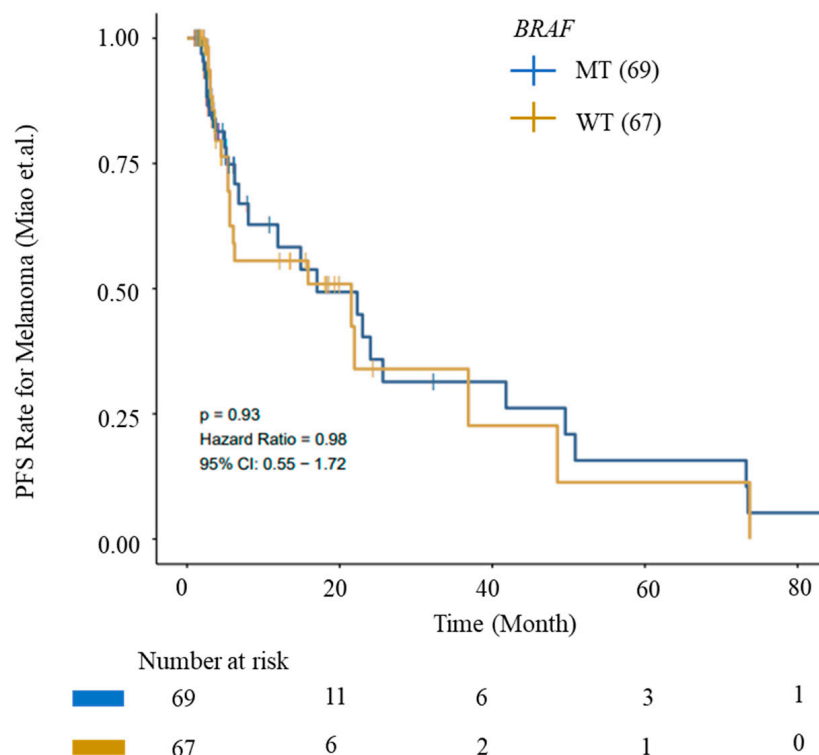 BRAF
MT (69)
WT (67)
PFS Rate for Melanoma (Miao et.al.)
1.00
0.75
0.50
0.25
0.00
p = 0.93
Hazard Ratio = 0.98
95% CI: 0.55 − 1.72
0 20 40 60 80
Time (Month)
Number at risk
69 11 6 3 1
67 6 2 1 0